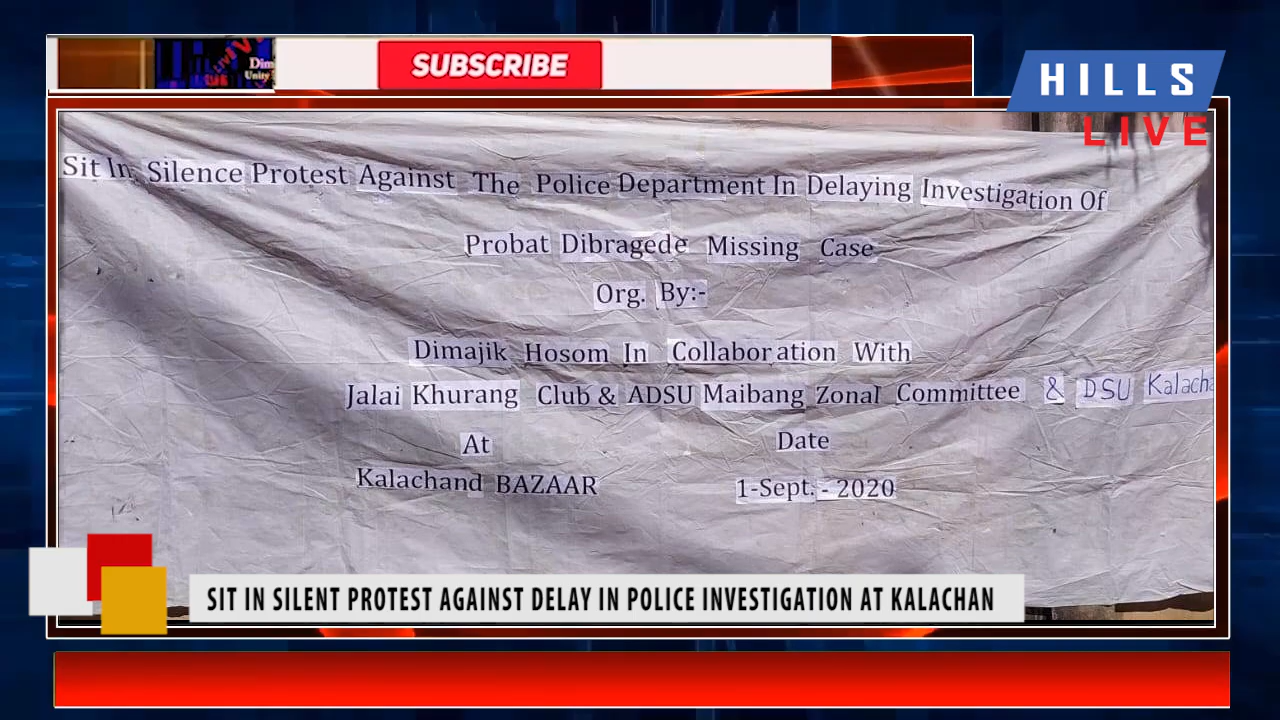 Dim
Unity
SUBSCRIBE
HILLS
LIVE
Sit In Silence Protest Against The Police Department In Delaying Investigation Of
Probat Dibragede Missing Case
Org. By:-
Dimajik Hosom In Collaboration With
Jalai Khurang Club & ADSU Maibang Zonal Committee & DSU Kalacha
At Date
Kalachand BAZAAR 1-Sept. - 2020
SIT IN SILENT PROTEST AGAINST DELAY IN POLICE INVESTIGATION AT KALACHAN